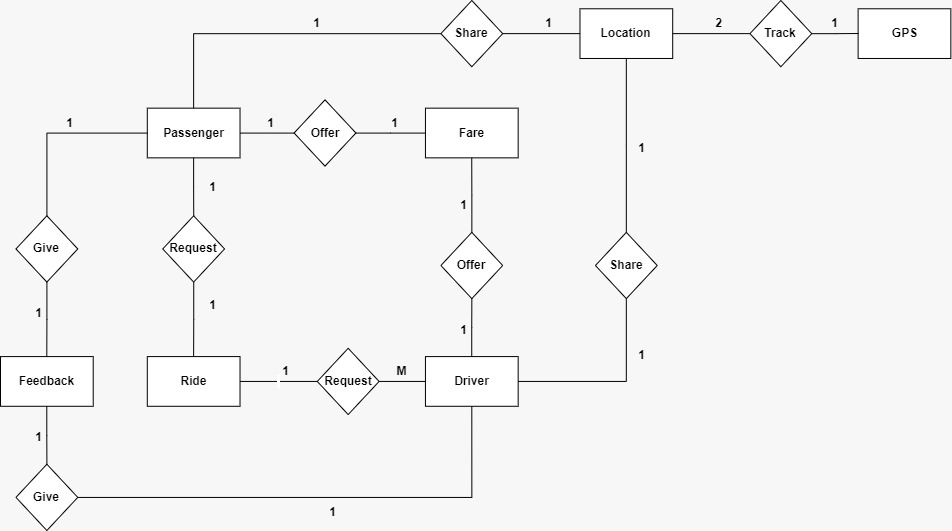 1
Share
1
Location
2
Track
1
GPS
1
Passenger
1
Offer
1
Fare
1
1
1
Give
Request
Offer
Share
1
1
1
1
Feedback
Ride
1
Request
M
Driver
1
1
Give
1